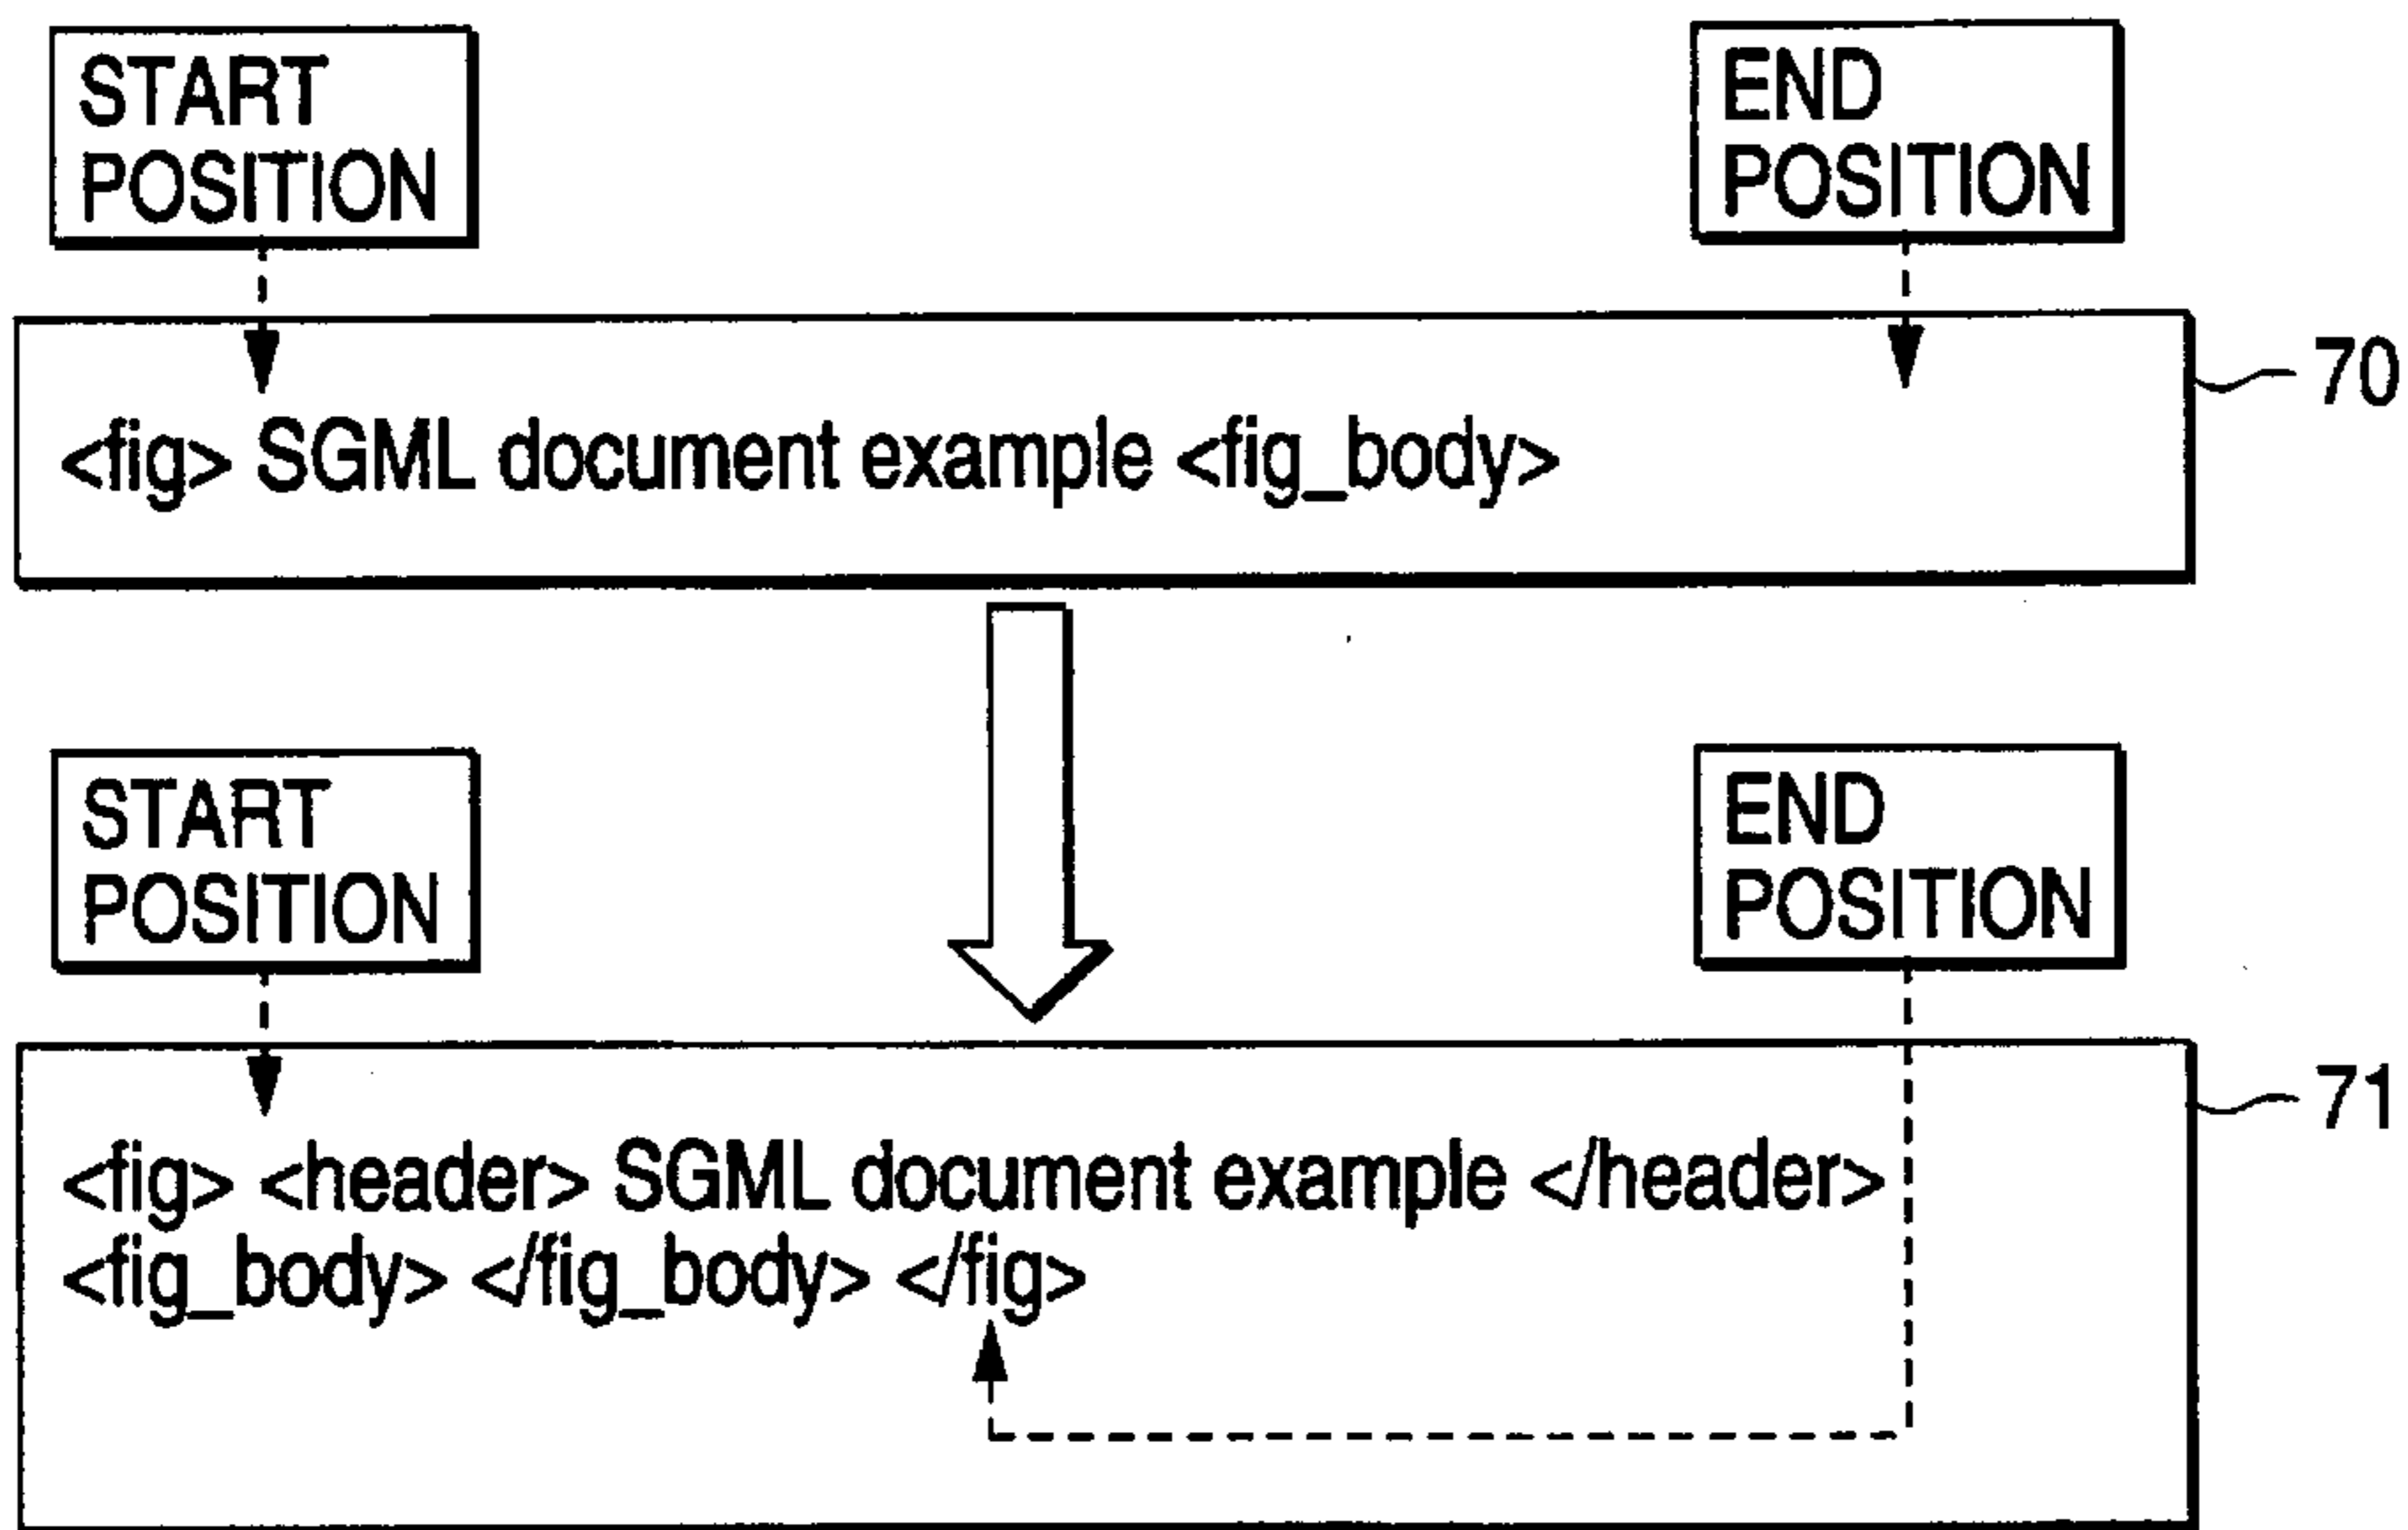 START
POSITION
END
POSITION
70
<fig> SGML document example <fig_body>
START
POSITION
END
POSITION
71
<fig> <header> SGML document example </header>
<fig_body> </fig_body> </fig>